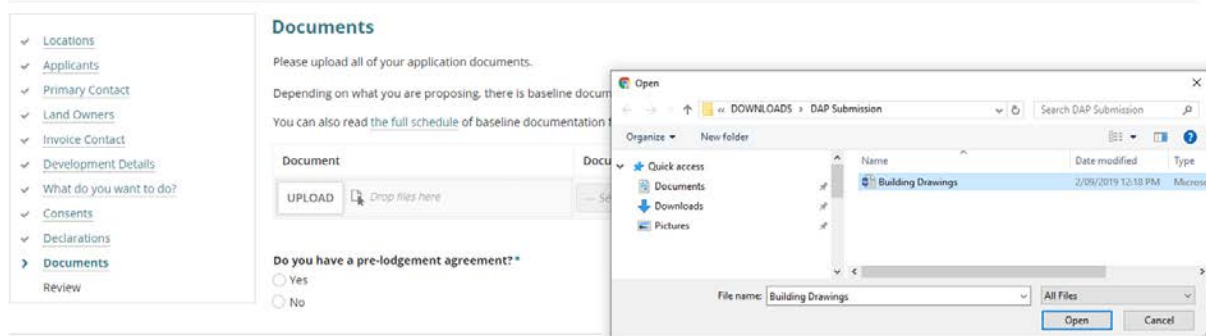 Locations
Applicants
Primary Contact
Land Owners
Invoice Contact
Development Details
What do you want to do?
Consents
Declarations
Documents
Review
Documents
Please upload all of your application documents.
Depending on what you are proposing, there is baseline docum
You can also read the full schedule of baseline documentation
Document Docu
UPLOAD Drop files here
Do you have a pre-lodgement agreement?*
Yes
No
Open
« DOWNLOADS › DAP Submission Search DAP Submission
Organize New folder
Quick access
Documents
Downloads
Pictures
Name Date modified Type
Building Drawings 2/09/2019 12:18 PM Microso
File name: Building Drawings All Files
Open Cancel